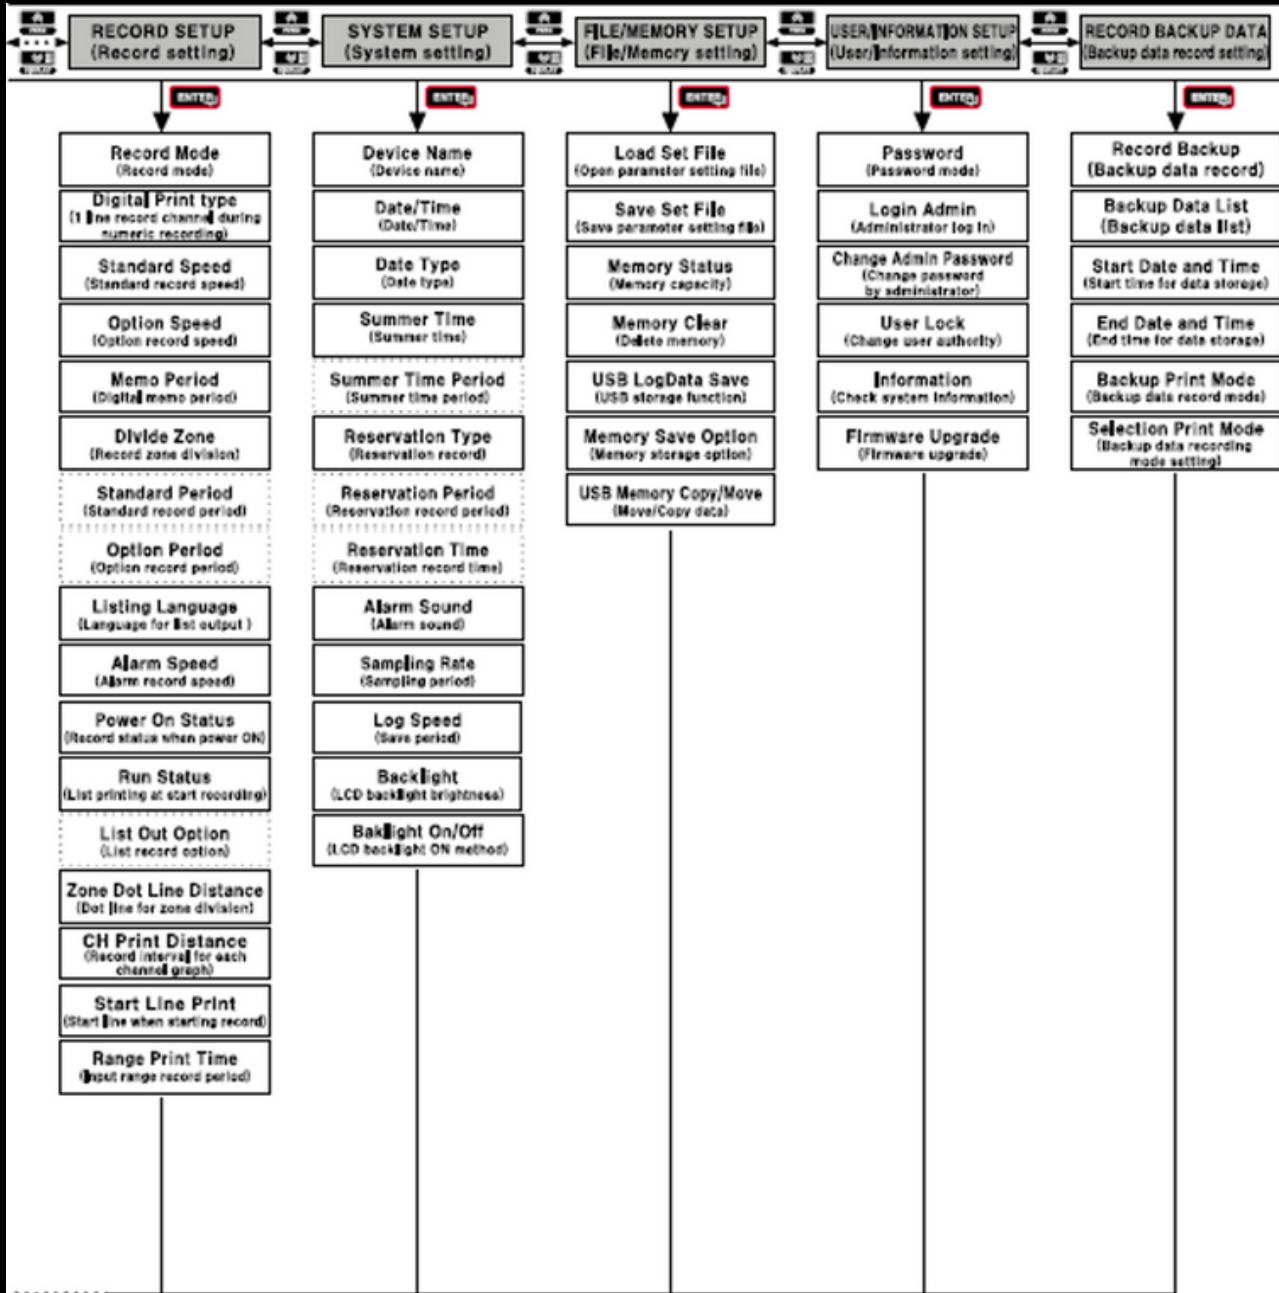 RECORD SETUP
(Record setting)
SYSTEM SETUP
(System setting)
FILE/MEMORY SETUP
(File/Memory setting)
USER/INFORMATION SETUP
(User/Information setting)
RECORD BACKUP DATA
(Backup data record setting)
ENTER
ENTER
ENTER
ENTER
ENTER
Record Mode
(Record mode)
Digital Print type
(1 line record channel during
numeric recording)
Standard Speed
(Standard record speed)
Option Speed
(Option record speed)
Memo Period
(Digital memo period)
Divide Zone
(Record zone division)
Standard Period
(Standard record period)
Option Period
(Option record period)
Listing Language
(Language for list output )
Alarm Speed
(Alarm record speed)
Power On Status
(Record status when power ON)
Run Status
(List printing at start recording)
List Out Option
(List record option)
Zone Dot Line Distance
(Dot line for zone division)
CH Print Distance
(Record interval for each
channel graph)
Start Line Print
(Start line when starting record)
Range Print Time
(Input range record period)
Device Name
(Device name)
Date/Time
(Date/Time)
Date Type
(Date type)
Summer Time
(Summer time)
Summer Time Period
(Summer time period)
Reservation Type
(Reservation record)
Reservation Period
(Reservation record period)
Reservation Time
(Reservation record time)
Alarm Sound
(Alarm sound)
Sampling Rate
(Sampling period)
Log Speed
(Save period)
Backlight
(LCD backlight brightness)
Baklight On/Off
(LCD backlight ON method)
Load Set File
(Open parameter setting file)
Save Set File
(Save parameter setting file)
Memory Status
(Memory capacity)
Memory Clear
(Delete memory)
USB LogData Save
(USB storage function)
Memory Save Option
(Memory storage option)
USB Memory Copy/Move
(Move/Copy data)
Password
(Password mode)
Login Admin
(Administrator log in)
Change Admin Password
(Change password
by administrator)
User Lock
(Change user authority)
Information
(Check system information)
Firmware Upgrade
(Firmware upgrade)
Record Backup
(Backup data record)
Backup Data List
(Backup data list)
Start Date and Time
(Start time for data storage)
End Date and Time
(End time for data storage)
Backup Print Mode
(Backup data record mode)
Selection Print Mode
(Backup data recording
mode setting)